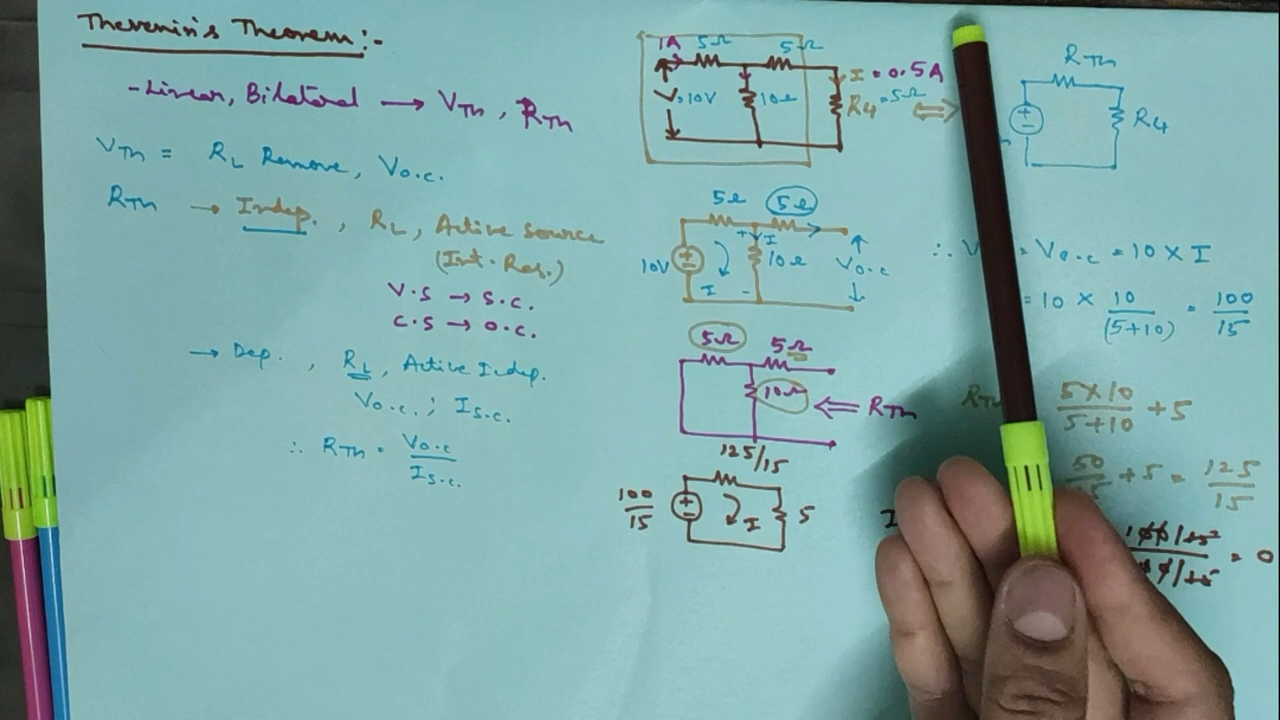 Thevenin's Theorem :-
- Linear, Bilateral → VTh, RTh
VTh = RL Remove, Vo.c.
RTh → Indep., RL, Active source
(Int. Res.)
V.S → S.C.
C.S → O.C.
→ Dep., RL, Active Indep.
Vo.c. ; Is.c.
∴ RTh = Vo.c / Is.c.
1A 5Ω 5Ω
V=10V 10Ω I = 0.5A
R4=5Ω ⇔
RTh
R4
5Ω 5Ω
10V I I 10Ω Vo.c
+ -
5Ω 5Ω
10Ω ⇐ RTh
125/15
100/15 I 5
∴ V = Vo.c = 10 × I
= 10 × 10/(5+10) = 100/15
RTh 5×10/5+10 + 5
50 + 5 = 125/15
I = 0